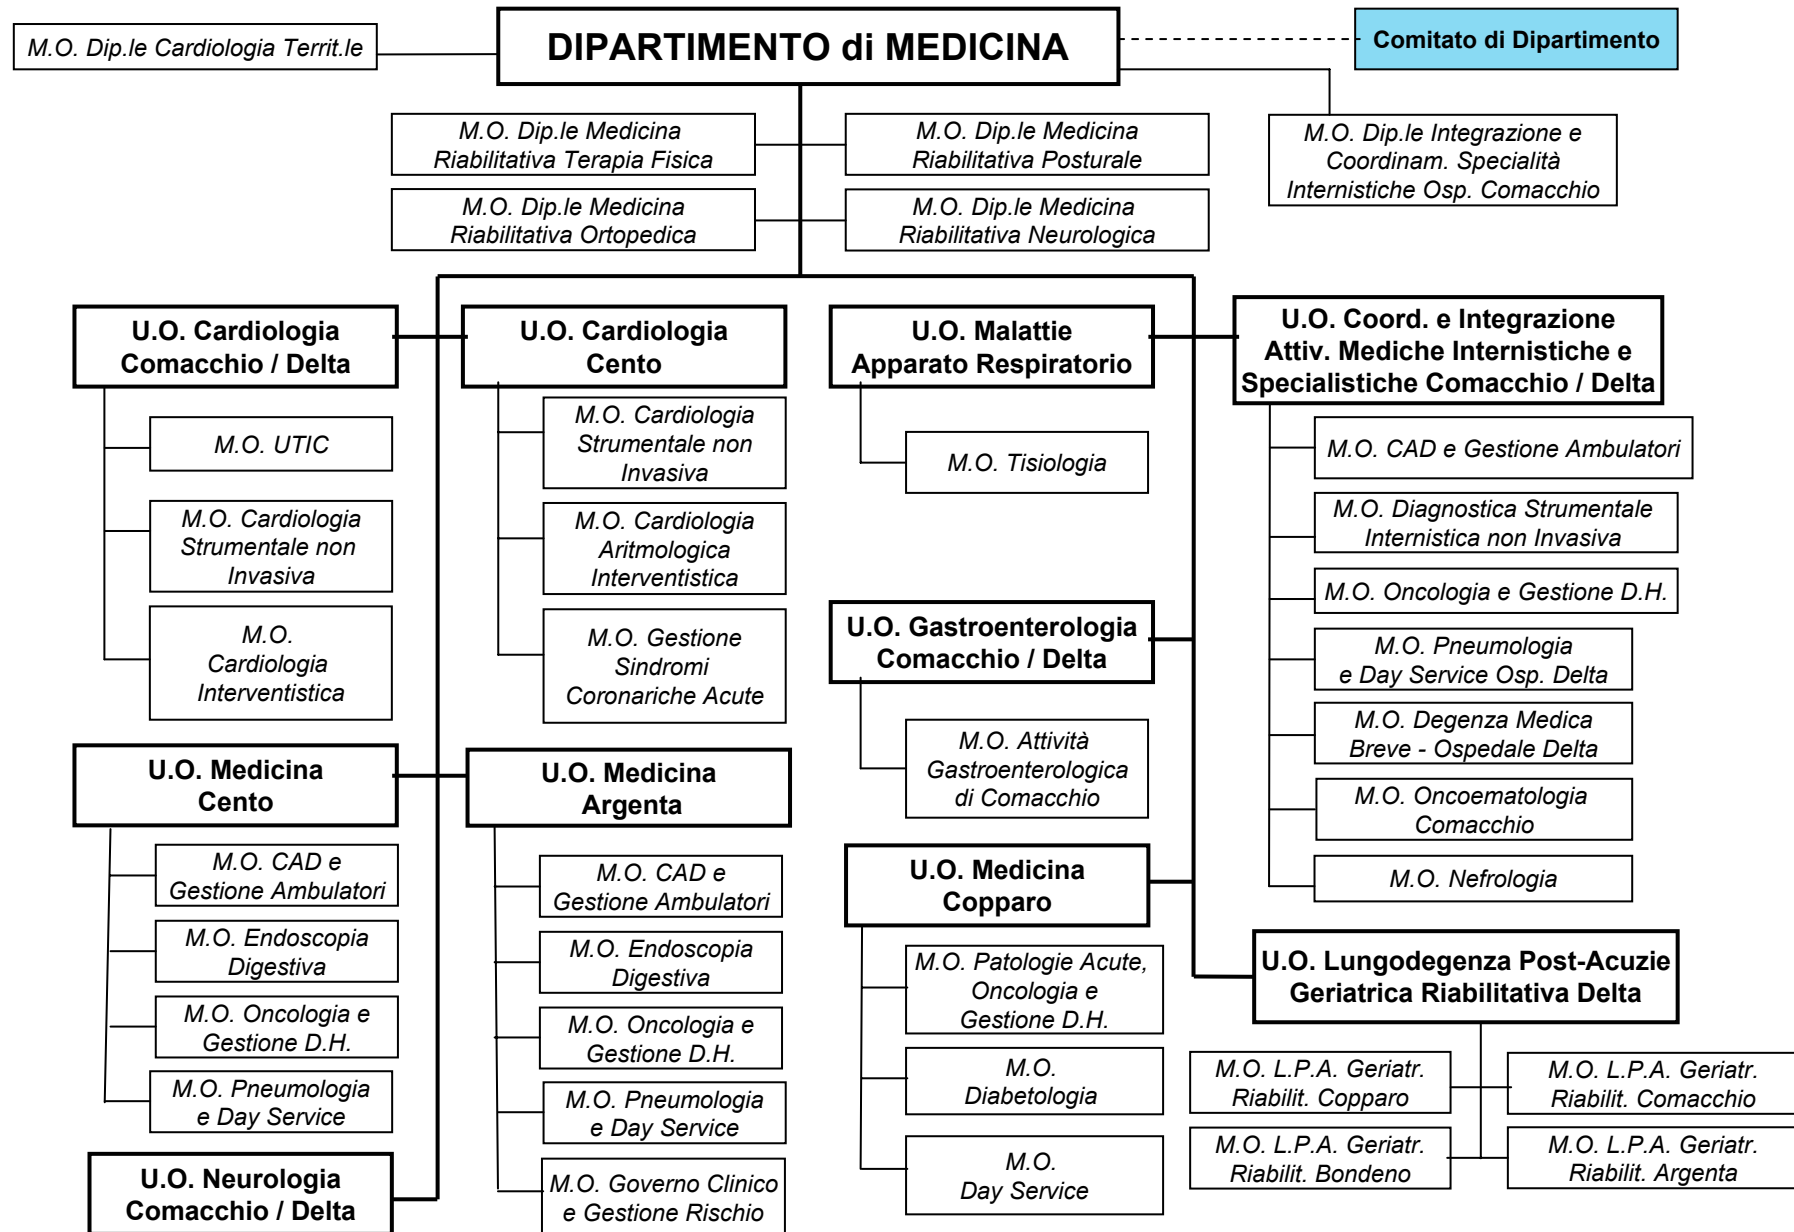 M.O. Dip.le Cardiologia Territ.le
DIPARTIMENTO di MEDICINA
Comitato di Dipartimento
M.O. Dip.le Medicina
Riabilitativa Terapia Fisica
M.O. Dip.le Medicina
Riabilitativa Posturale
M.O. Dip.le Integrazione e
Coordinam. Specialità
Internistiche Osp. Comacchio
M.O. Dip.le Medicina
Riabilitativa Ortopedica
M.O. Dip.le Medicina
Riabilitativa Neurologica
U.O. Cardiologia
Comacchio / Delta
M.O. UTIC
M.O. Cardiologia
Strumentale non
Invasiva
M.O.
Cardiologia
Interventistica
U.O. Cardiologia
Cento
M.O. Cardiologia
Strumentale non
Invasiva
M.O. Cardiologia
Aritmologica
Interventistica
M.O. Gestione
Sindromi
Coronariche Acute
U.O. Malattie
Apparato Respiratorio
M.O. Tisiologia
U.O. Coord. e Integrazione
Attiv. Mediche Internistiche e
Specialistiche Comacchio / Delta
M.O. CAD e Gestione Ambulatori
M.O. Diagnostica Strumentale
Internistica non Invasiva
M.O. Oncologia e Gestione D.H.
M.O. Pneumologia
e Day Service Osp. Delta
M.O. Degenza Medica
Breve - Ospedale Delta
M.O. Oncoematologia
Comacchio
M.O. Nefrologia
U.O. Gastroenterologia
Comacchio / Delta
M.O. Attività
Gastroenterologica
di Comacchio
U.O. Medicina
Cento
M.O. CAD e
Gestione Ambulatori
M.O. Endoscopia
Digestiva
M.O. Oncologia e
Gestione D.H.
M.O. Pneumologia
e Day Service
U.O. Medicina
Argenta
M.O. CAD e
Gestione Ambulatori
M.O. Endoscopia
Digestiva
M.O. Oncologia e
Gestione D.H.
M.O. Pneumologia
e Day Service
M.O. Governo Clinico
e Gestione Rischio
U.O. Medicina
Copparo
M.O. Patologie Acute,
Oncologia e
Gestione D.H.
M.O.
Diabetologia
M.O.
Day Service
U.O. Lungodegenza Post-Acuzie
Geriatrica Riabilitativa Delta
M.O. L.P.A. Geriatr.
Riabilit. Copparo
M.O. L.P.A. Geriatr.
Riabilit. Comacchio
M.O. L.P.A. Geriatr.
Riabilit. Bondeno
M.O. L.P.A. Geriatr.
Riabilit. Argenta
U.O. Neurologia
Comacchio / Delta